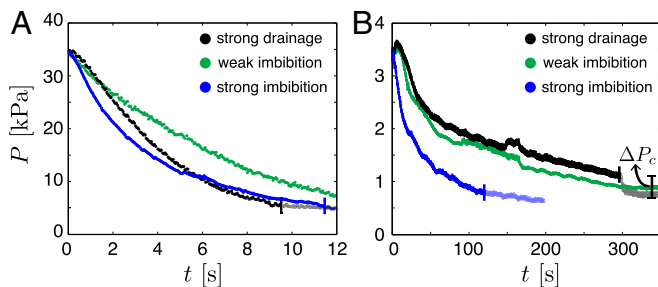 A
B
40
30
20
10
0
P [kPa]
strong drainage
weak imbibition
strong imbibition
0 2 4 6 8 10 12
t [s]
4
3
2
1
0
strong drainage
weak imbibition
strong imbibition
ΔP_c
0 100 200 300
t [s]